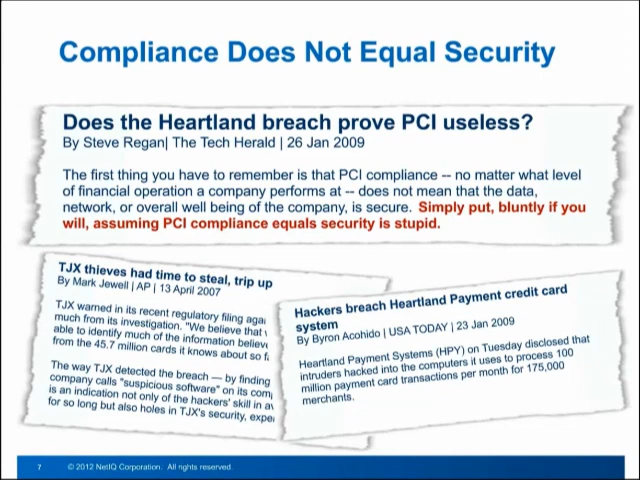 Compliance Does Not Equal Security
Does the Heartland breach prove PCI useless?
By Steve Regan| The Tech Herald | 26 Jan 2009
The first thing you have to remember is that PCI compliance -- no matter what level
of financial operation a company performs at -- does not mean that the data,
network, or overall well being of the company, is secure. Simply put, bluntly if you
will, assuming PCI compliance equals security is stupid.
TJX thieves had time to steal, trip up
By Mark Jewell | AP | 13 April 2007
TJX warned in its recent regulatory filing
much from its investigation. "We believe that
able to identify much of the information
from the 45.7 million cards it knows about so
The way TJX detected the breach — by finding
company calls "suspicious software" on its
is an indication not only of the hackers' skill in
for so long but also holes in TJX's security,
Hackers breach Heartland Payment credit card
system
By Byron Acohido | USA TODAY | 23 Jan 2009
Heartland Payment Systems (HPY) on Tuesday disclosed that
intruders hacked into the computers it uses to process 100
million payment card transactions per month for 175,000
merchants.
7 © 2012 NetIQ Corporation. All rights reserved.